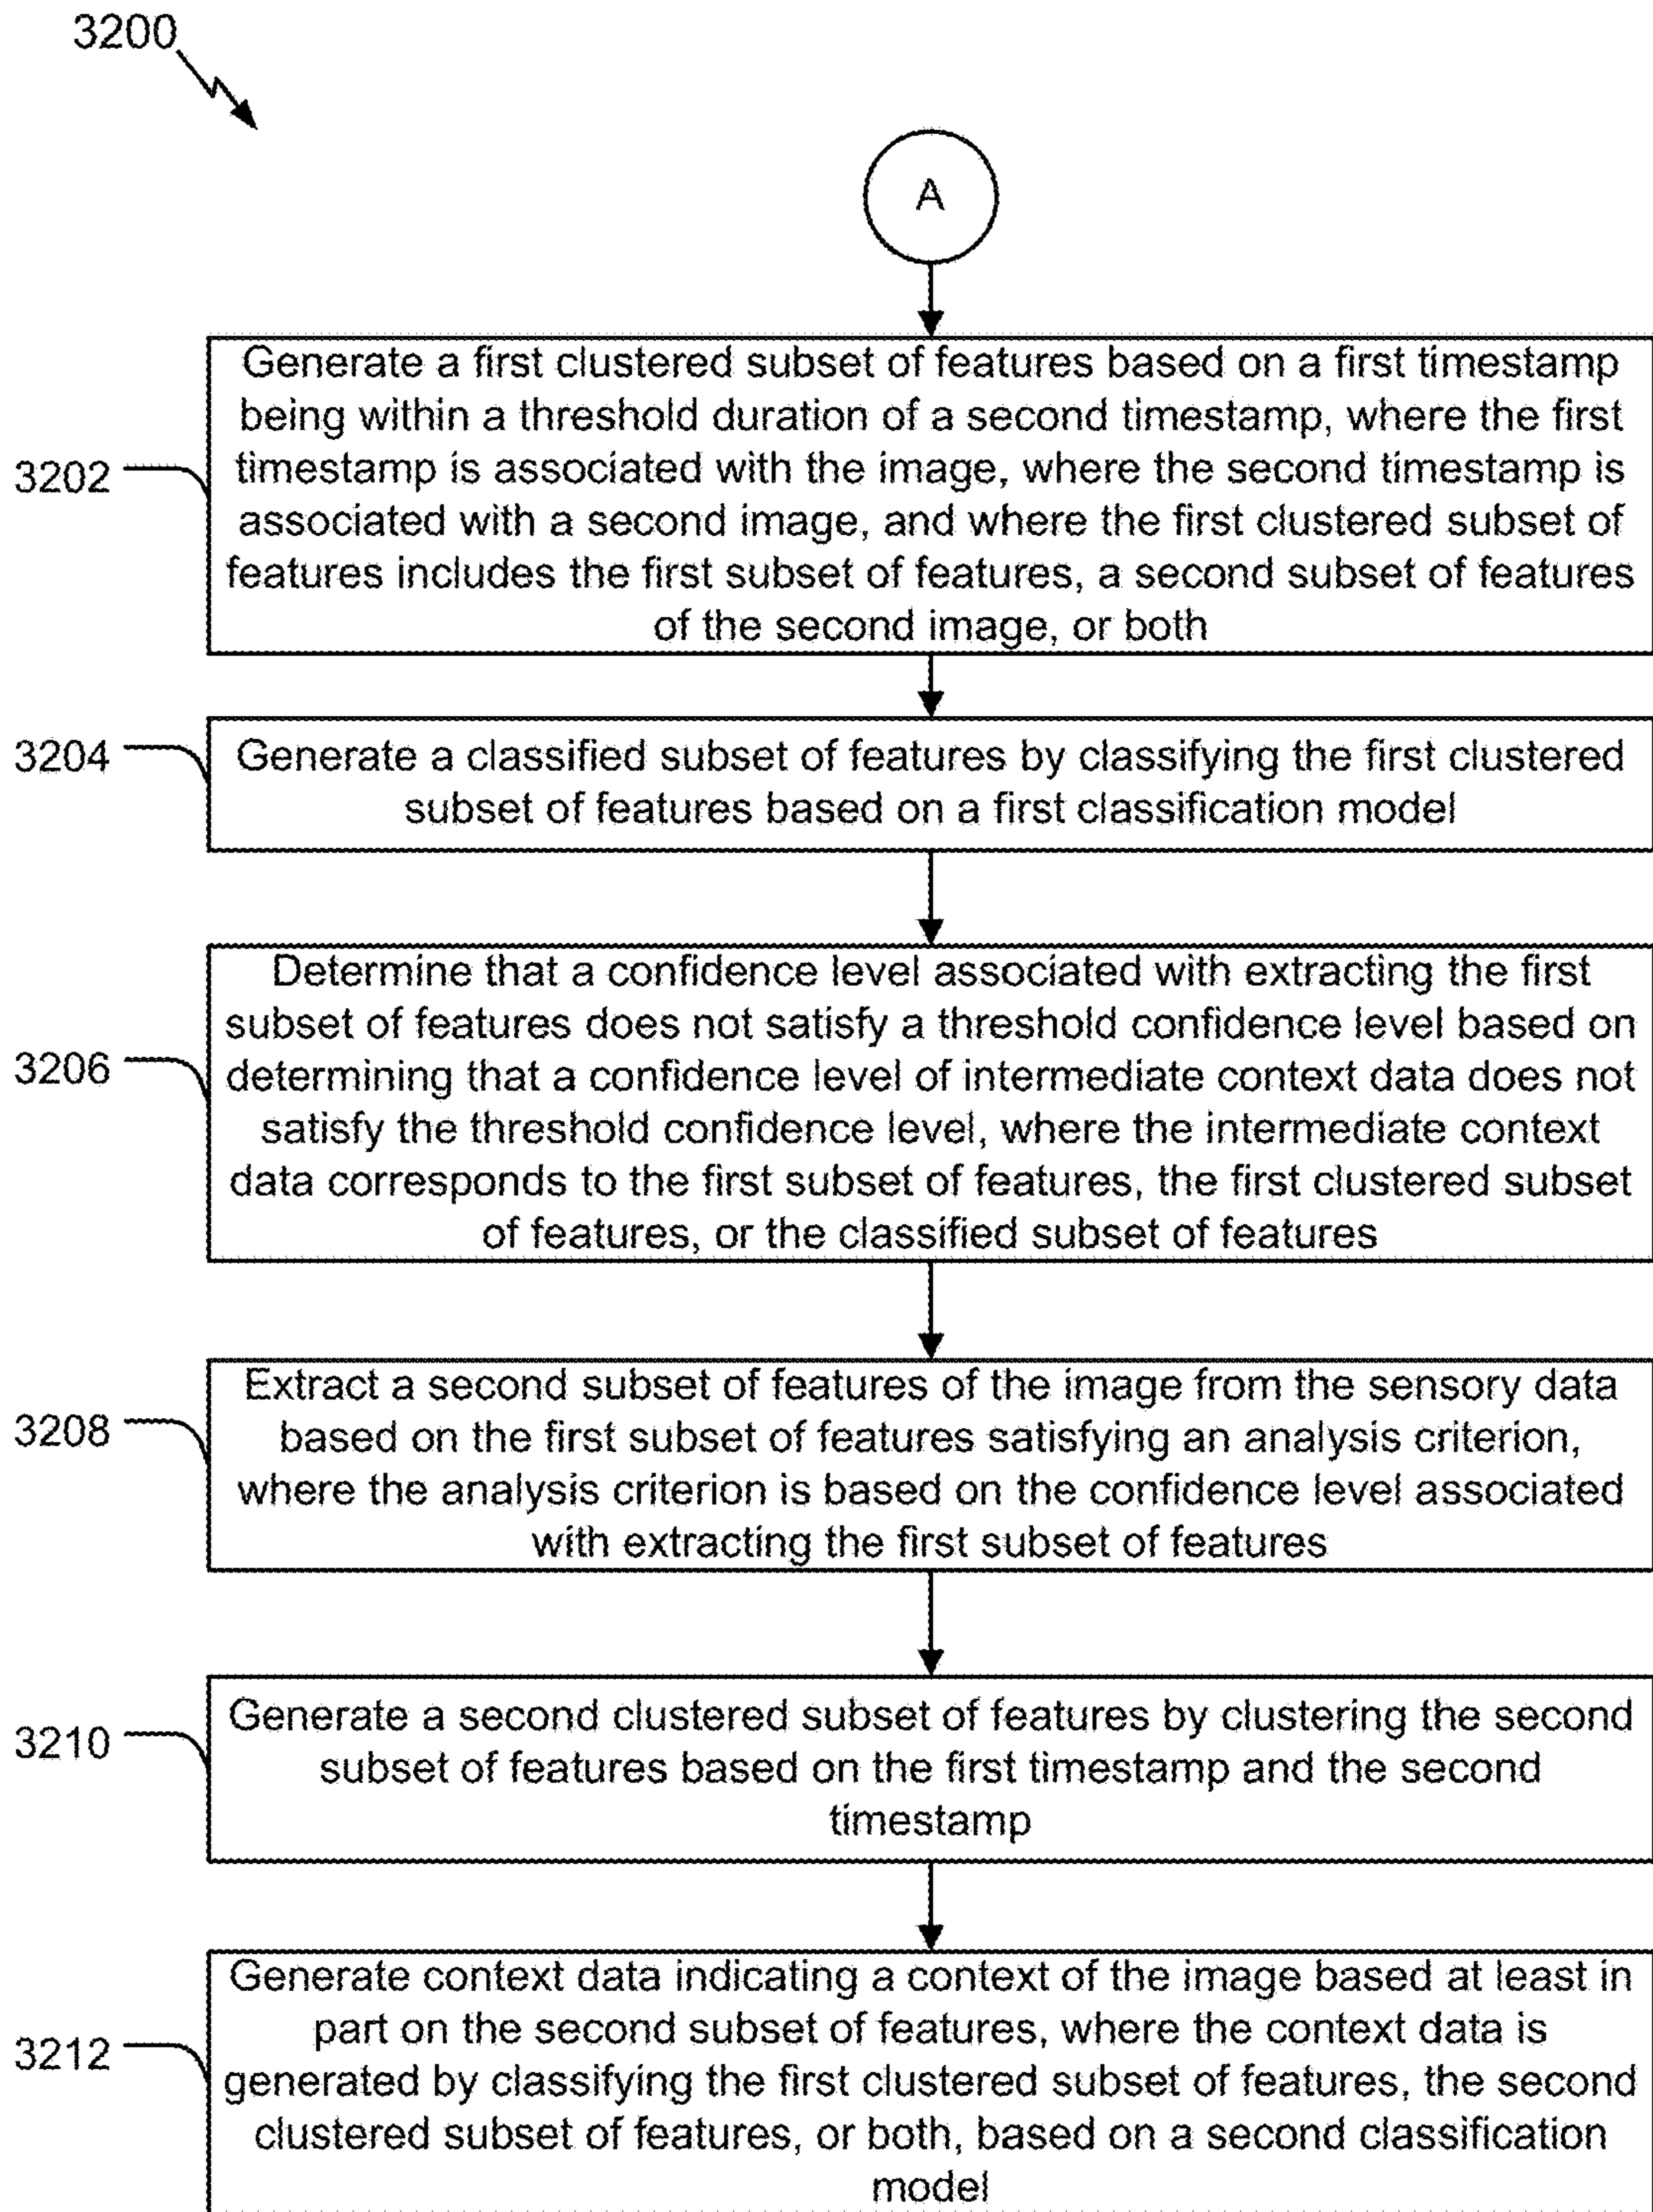 3200
A
Generate a first clustered subset of features based on a first timestamp
being within a threshold duration of a second timestamp, where the first
timestamp is associated with the image, where the second timestamp is
associated with a second image, and where the first clustered subset of
features includes the first subset of features, a second subset of features
of the second image, or both
3202
Generate a classified subset of features by classifying the first clustered
subset of features based on a first classification model
3204
Determine that a confidence level associated with extracting the first
subset of features does not satisfy a threshold confidence level based on
determining that a confidence level of intermediate context data does not
satisfy the threshold confidence level, where the intermediate context
data corresponds to the first subset of features, the first clustered subset
of features, or the classified subset of features
3206
Extract a second subset of features of the image from the sensory data
based on the first subset of features satisfying an analysis criterion,
where the analysis criterion is based on the confidence level associated
with extracting the first subset of features
3208
Generate a second clustered subset of features by clustering the second
subset of features based on the first timestamp and the second
timestamp
3210
Generate context data indicating a context of the image based at least in
part on the second subset of features, where the context data is
generated by classifying the first clustered subset of features, the second
clustered subset of features, or both, based on a second classification
model
3212